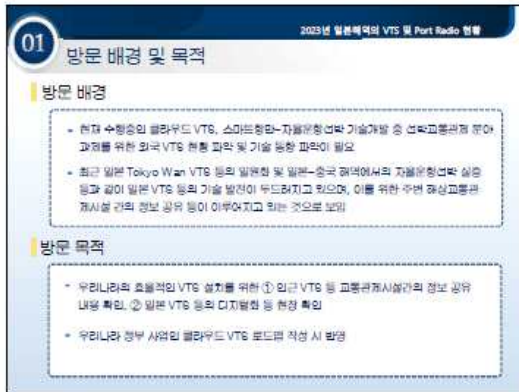 2023년 일본해역의 VTS 및 Port Radio 현황
01
방문 배경 및 목적
방문 배경
• 현재 수행중인 클라우드 VTS, 스마트항만-자율운항선박 기술개발 중 선박교통관제 분야
과제를 위한 외국 VTS 현황 파악 및 기술 동향 파악이 필요
• 최근 일본 Tokyo Wan VTS 등의 일원화 및 일본-중국 해역에서의 자율운항선박 실증
등과 같이 일본 VTS 등의 기술 발전이 두드러지고 있으며, 이를 위한 주변 해상교통관
제시설 간의 정보 공유 등이 이루어지고 있는 것으로 보임
방문 목적
• 우리나라의 효율적인 VTS 설치를 위한 ① 인근 VTS 등 교통관제시설간의 정보 공유
내용 확인, ② 일본 VTS 등의 디지털화 등 현장 확인
• 우리나라 정부 사업인 클라우드 VTS 로드맵 작성 시 반영